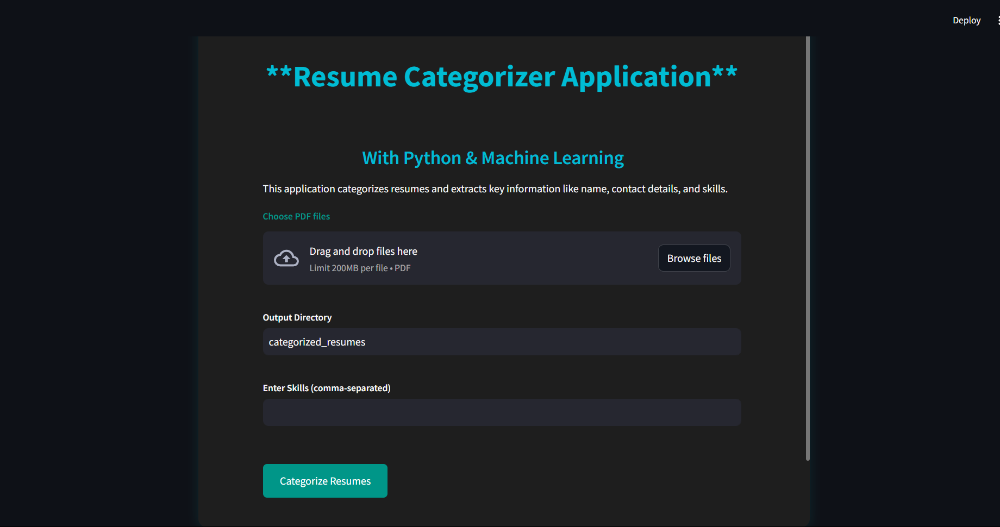 Deploy
**Resume Categorizer Application**
With Python & Machine Learning
This application categorizes resumes and extracts key information like name, contact details, and skills.
Choose PDF files
Drag and drop files here
Limit 200MB per file • PDF
Browse files
Output Directory
categorized_resumes
Enter Skills (comma-separated)
Categorize Resumes